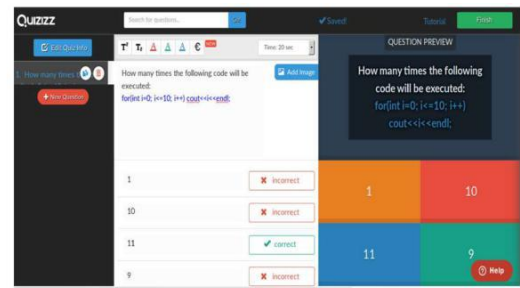 Quizizz
Search for questions..
Go
Saved!
Tutorial
Finish
Edit Quiz Info
Time: 20 sec
QUESTION PREVIEW
1. How many times
New Question
How many times the following code will be
executed:
for(int i=0; i<=10; i++) cout<<i<<endl;
Add Image
How many times the following
code will be executed:
for(int i=0; i<=10; i++)
cout<<i<<endl;
1
incorrect
10
incorrect
11
correct
9
incorrect
1
10
11
9
Help